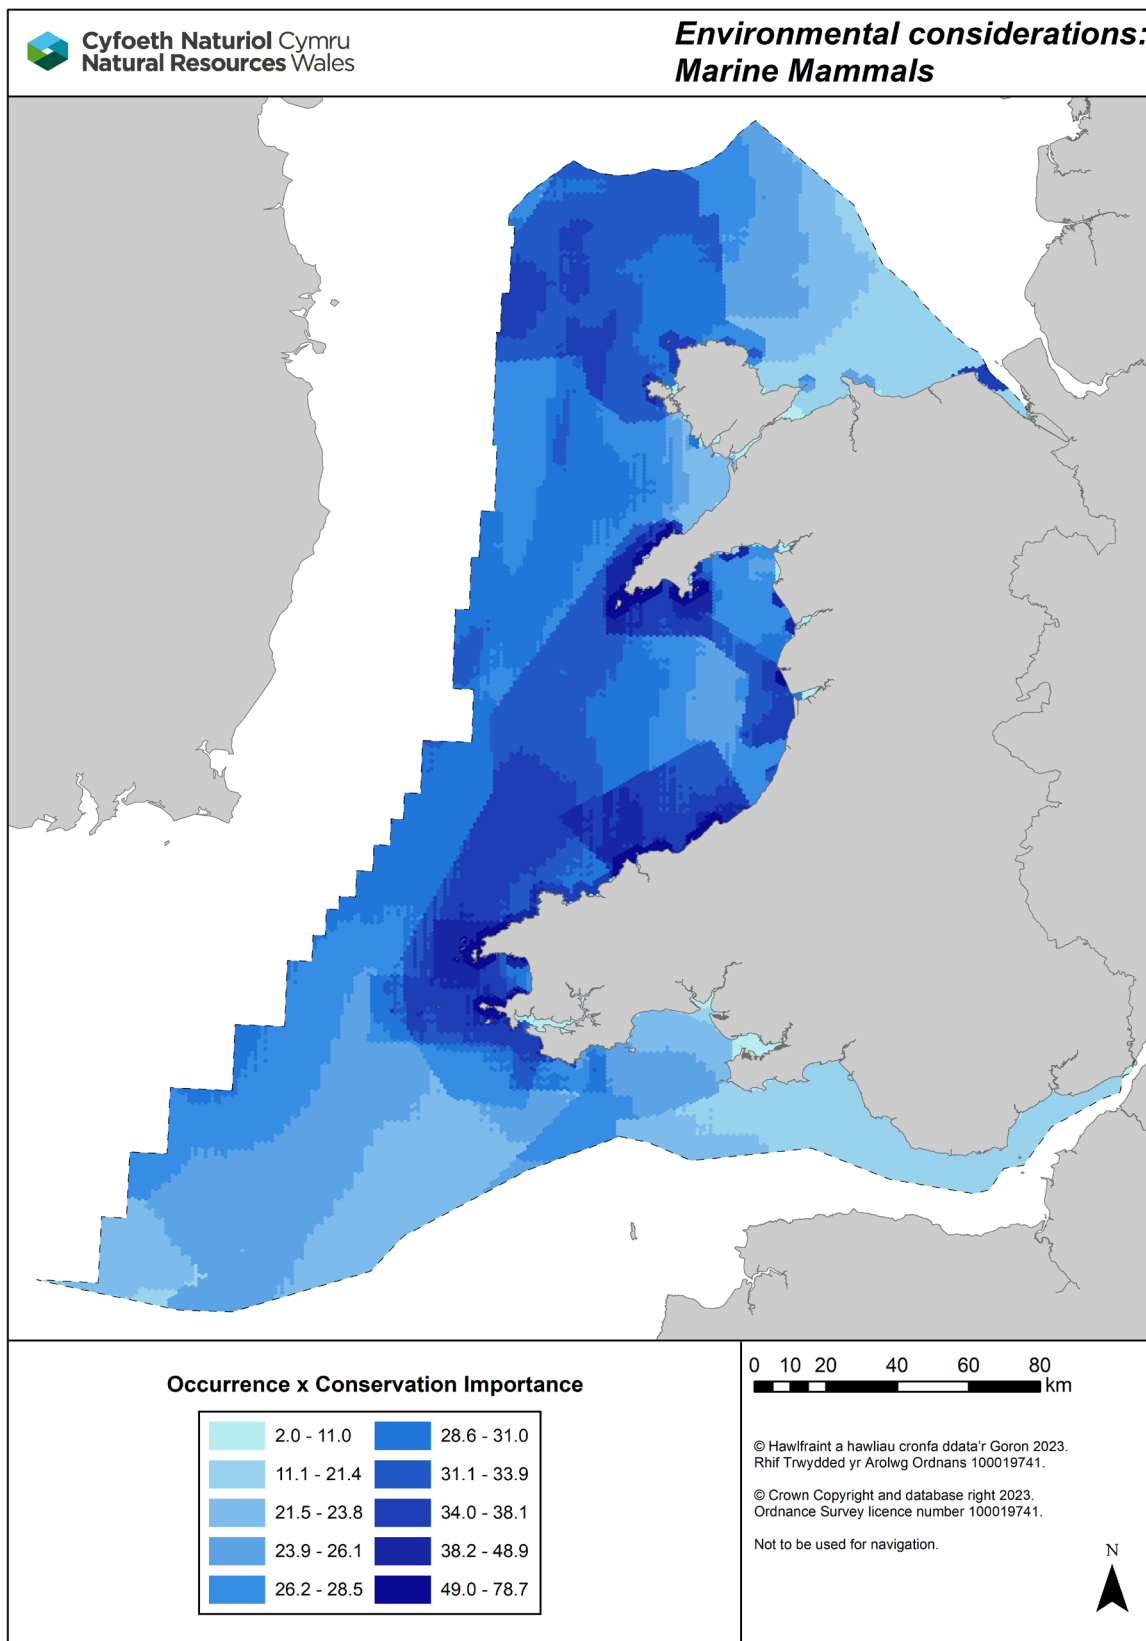 Cyfoeth Naturiol Cymru
Natural Resources Wales
Environmental considerations:
Marine Mammals
Occurrence x Conservation Importance
2.0 - 11.0
11.1 - 21.4
21.5 - 23.8
23.9 - 26.1
26.2 - 28.5
28.6 - 31.0
31.1 - 33.9
34.0 - 38.1
38.2 - 48.9
49.0 - 78.7
0 10 20 40 60 80
km
© Hawlfraint a hawliau cronfa ddata'r Goron 2023.
Rhif Trwydded yr Arolwg Ordnans 100019741.
© Crown Copyright and database right 2023.
Ordnance Survey licence number 100019741.
Not to be used for navigation.
N